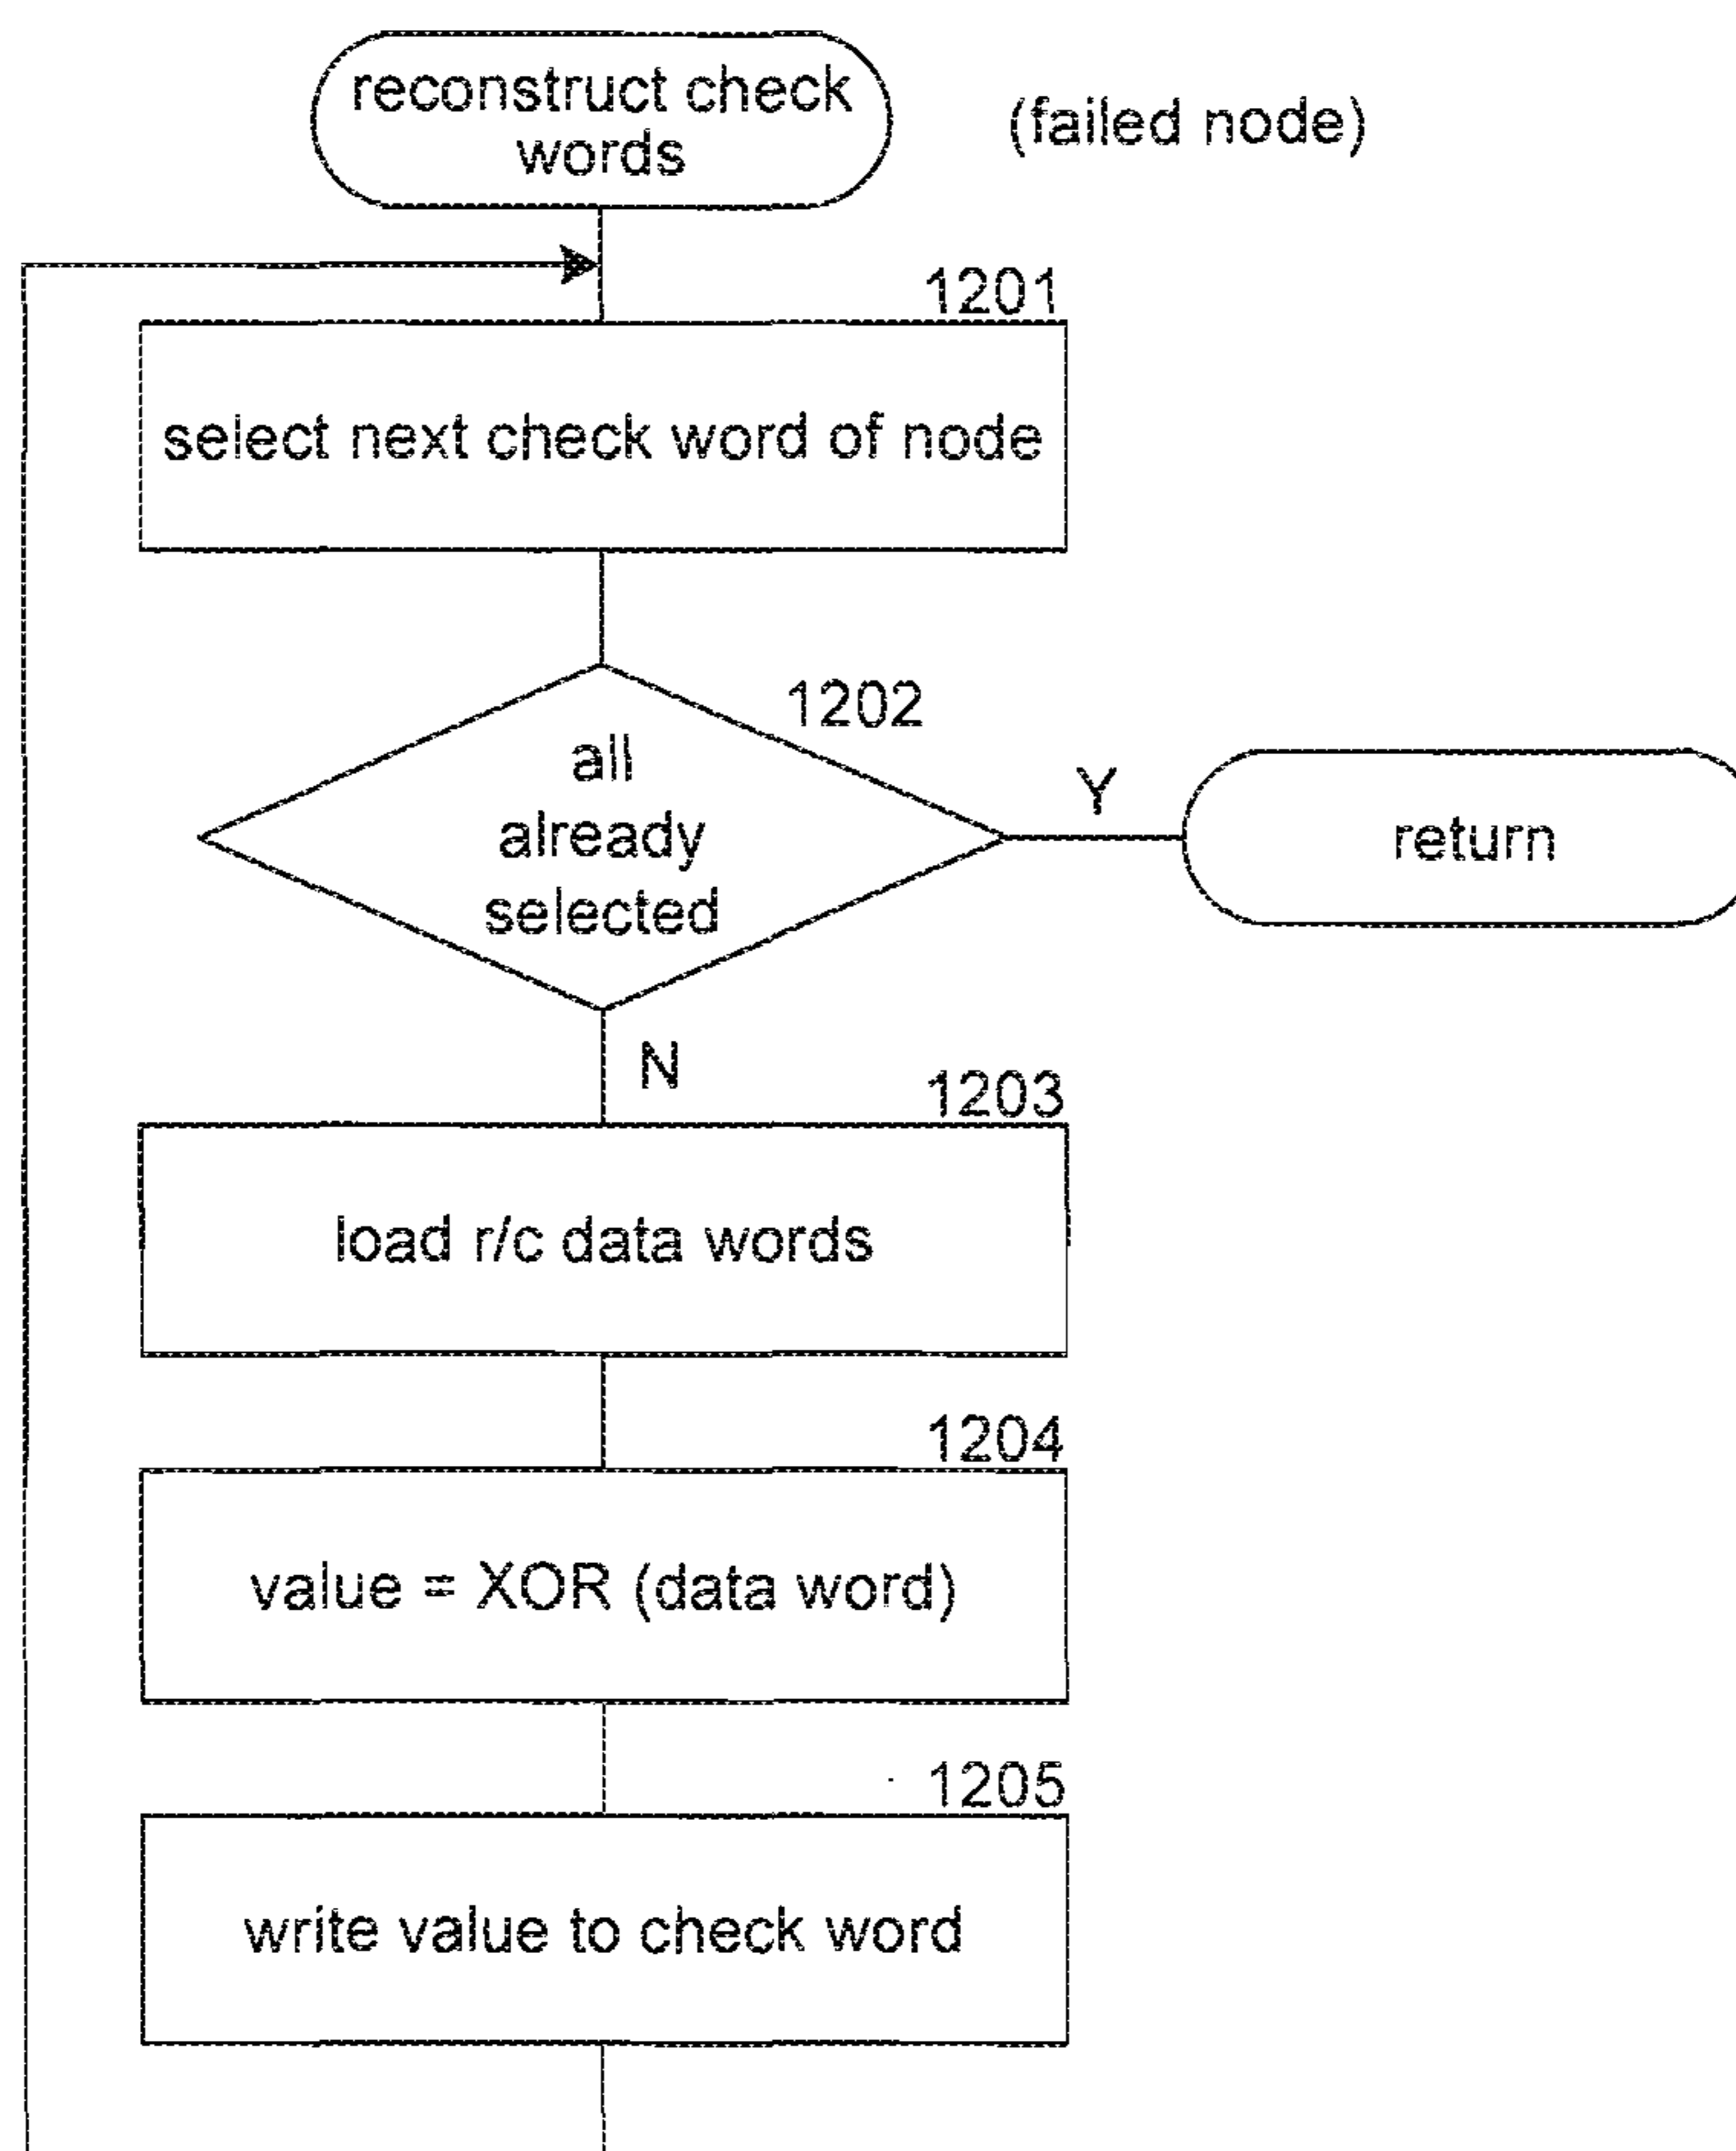 reconstruct check
words
(failed node)
1201
select next check word of node
1202
all
already
selected
Y
return
N
1203
load r/c data words
1204
value = XOR (data word)
1205
write value to check word